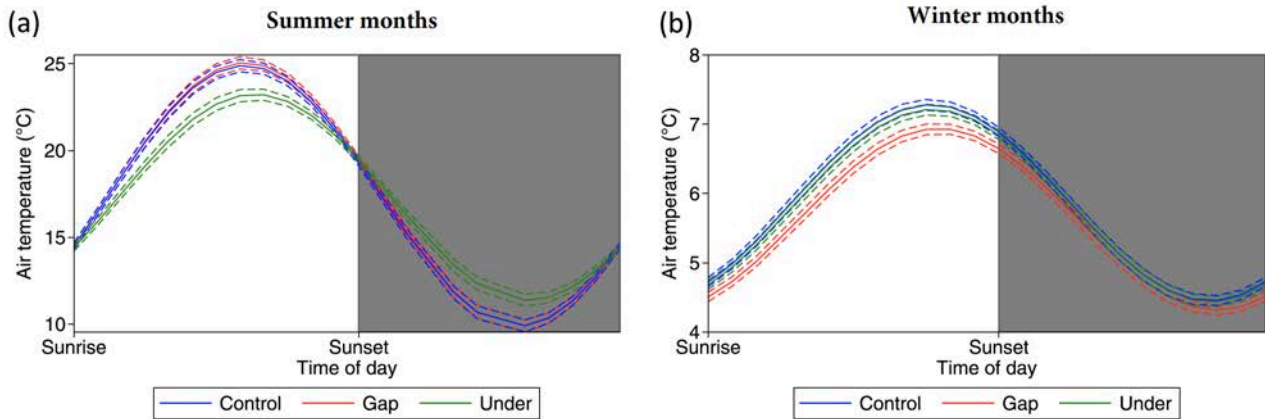 (a) Summer months
25
20
15
10
Air temperature (°C)
Sunrise Sunset
Time of day
Control Gap Under
(b) Winter months
8
7
6
5
4
Air temperature (°C)
Sunrise Sunset
Time of day
Control Gap Under